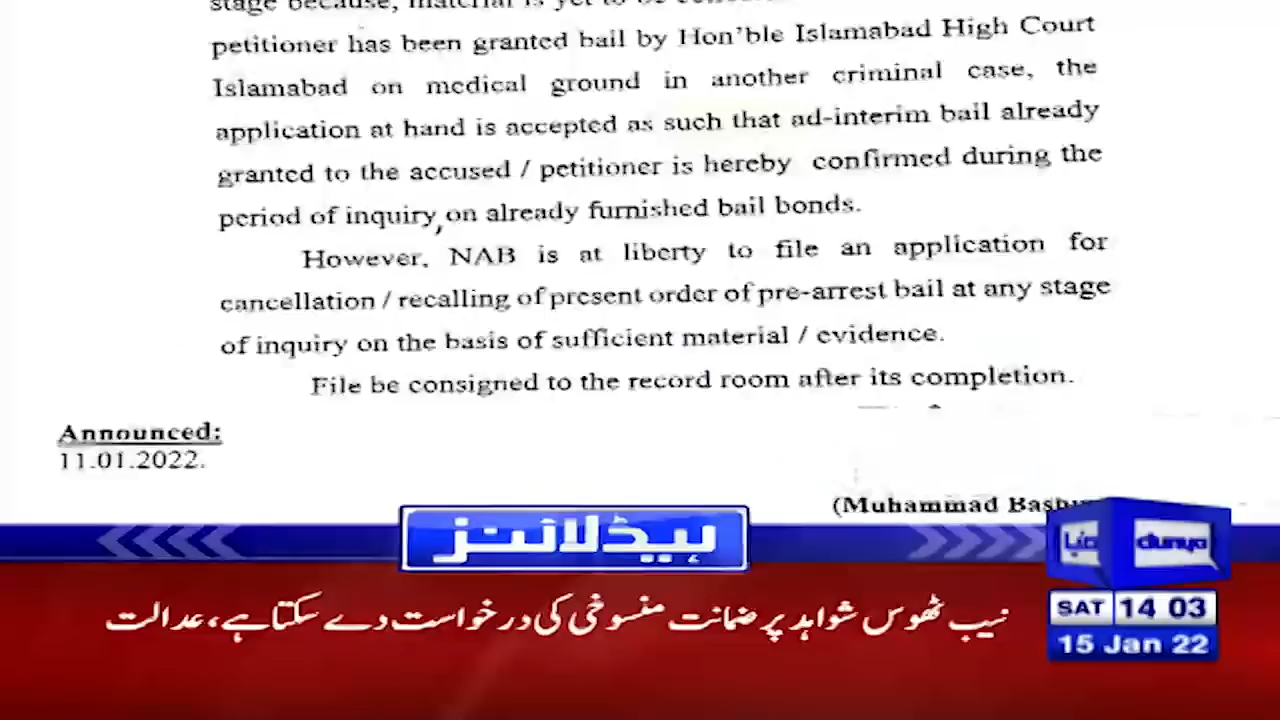 petitioner has been granted bail by Hon'ble Islamabad High Court
Islamabad on medical ground in another criminal case, the
application at hand is accepted as such that ad-interim bail already
granted to the accused / petitioner is hereby confirmed during the
period of inquiry, on already furnished bail bonds.
However, NAB is at liberty to file an application for
cancellation / recalling of present order of pre-arrest bail at any stage
of inquiry on the basis of sufficient material / evidence.
File be consigned to the record room after its completion.
Announced:
11.01.2022.
(Muhammad
ہیڈلائنز
دنیا dunya
نیب ٹھوس شواہد پر ضمانت منسوخی کی درخواست دے سکتا ہے، عدالت
SAT 14 03
15 Jan 22